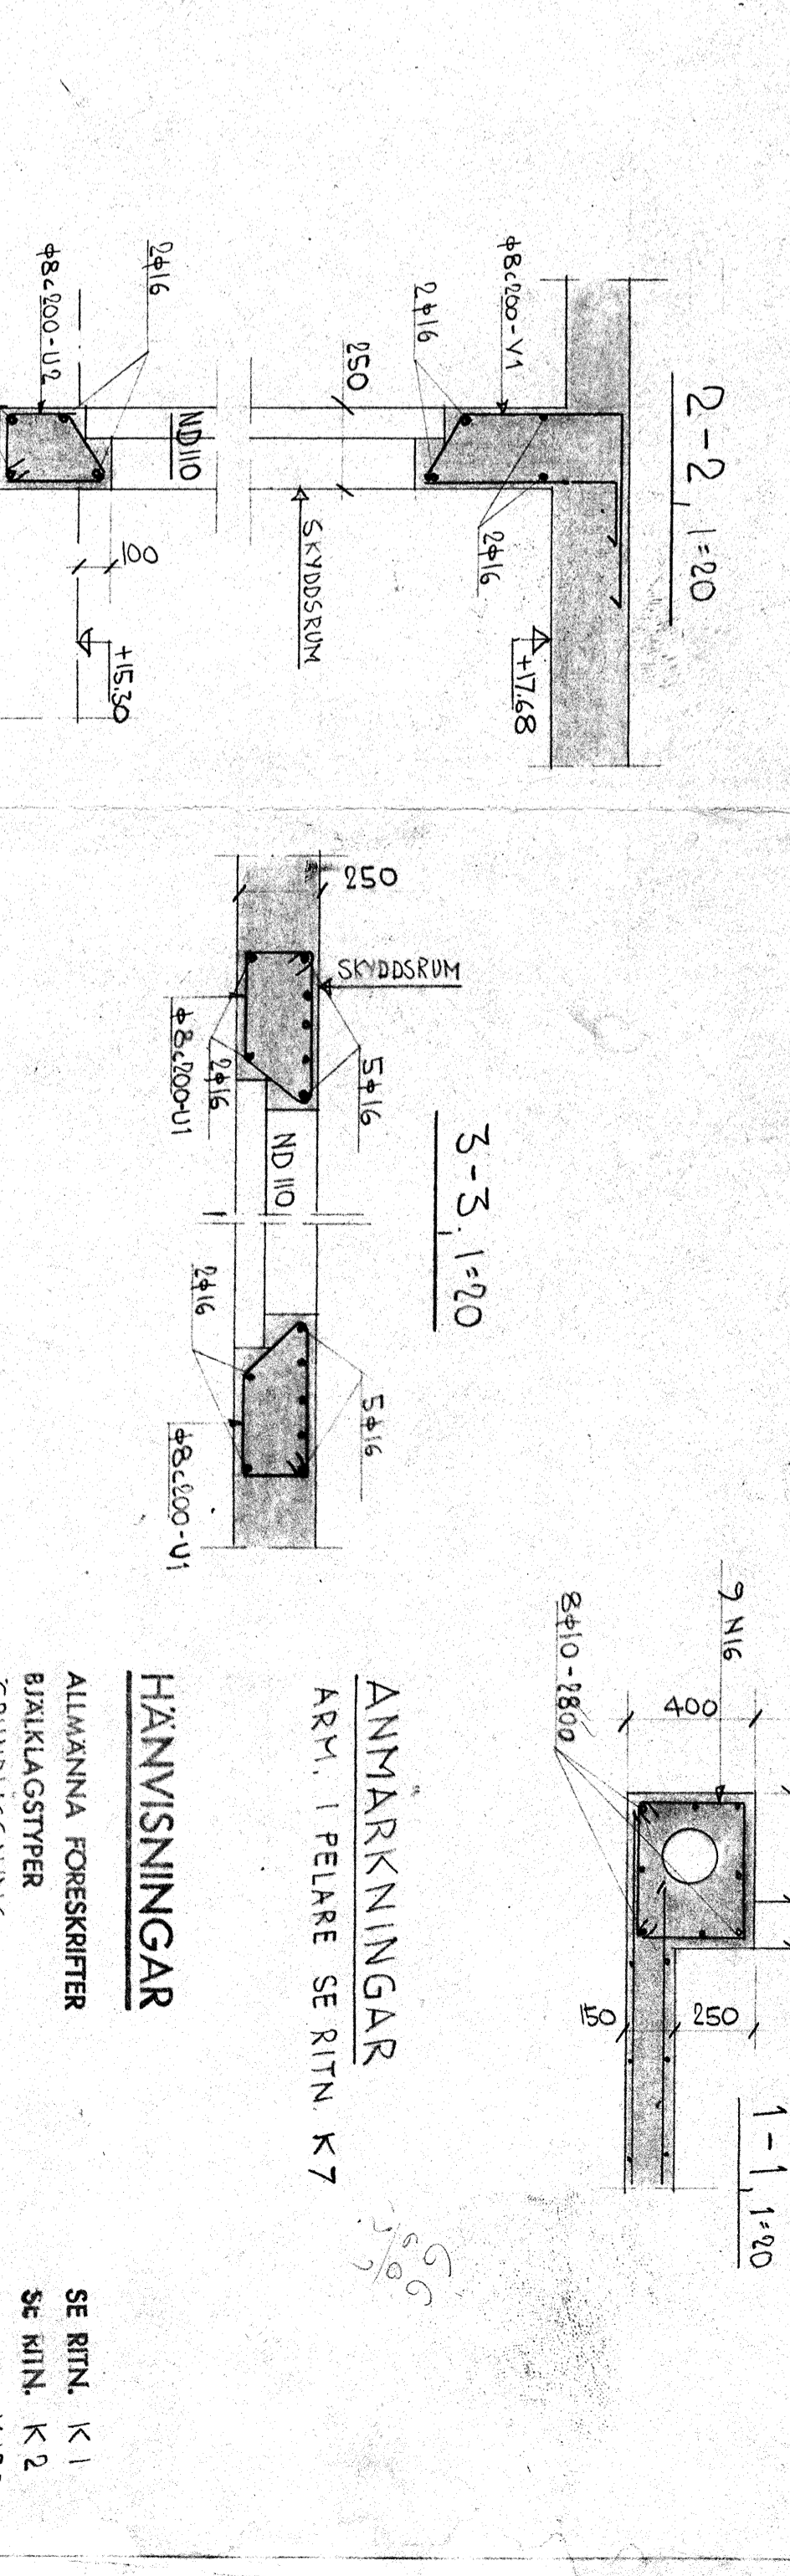 2-2, 1=20
φ8c200-V1
2φ16
250
2φ16
SKYDDSRUM
+17.68
2φ16
φ8c200-U2
ND110
100
+15.30
3-3, 1=20
250
SKYDDSRUM
5φ16
2φ16
φ8c200-U1
ND 110
2φ16
5φ16
φ8c200-U1
1-1, 1=20
9 N16
8φ10-2800
400
150
250
ANMÄRKNINGAR
ARM. I PELARE SE RITN. K7
HÄNVISNINGAR
ALLMÄNNA FÖRESKRIFTER SE RITN. K1
BJÄLKLAGSTYPER SE RITN. K2